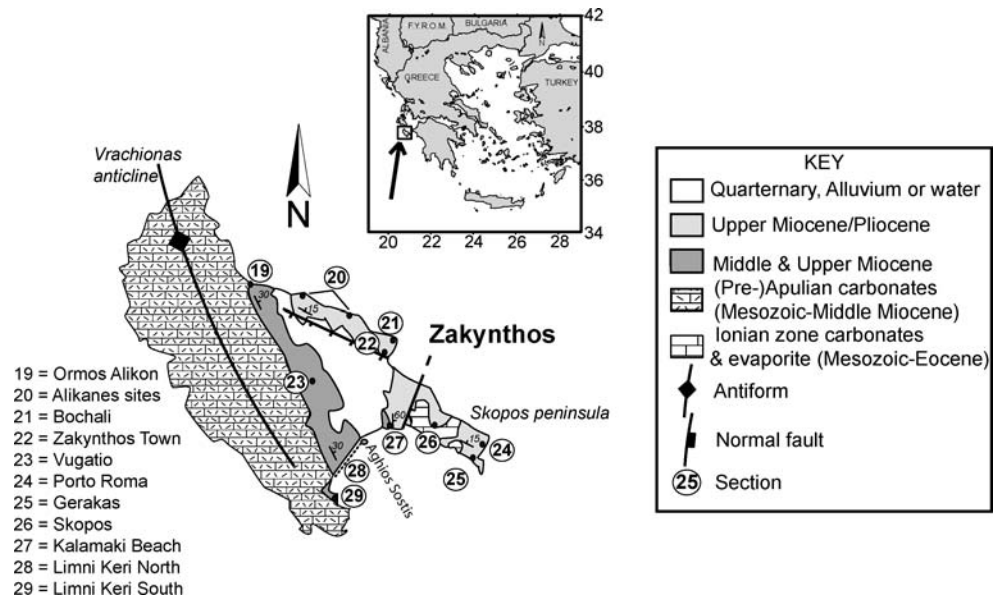 ALBANIA
F.Y.R.O.M.
BULGARIA
N
GREECE
TURKEY
42
40
38
36
34
20 22 24 26 28
Vrachionas
anticline
N
19
30
20
15
21
22
Zakynthos
23
60
Skopos peninsula
15
30
27
26
24
25
28
Aghios Sostis
29
19 = Ormos Alikon
20 = Alikanes sites
21 = Bochali
22 = Zakynthos Town
23 = Vugatio
24 = Porto Roma
25 = Gerakas
26 = Skopos
27 = Kalamaki Beach
28 = Limni Keri North
29 = Limni Keri South
KEY
Quarternary, Alluvium or water
Upper Miocene/Pliocene
Middle & Upper Miocene
(Pre-)Apulian carbonates
(Mesozoic-Middle Miocene)
Ionian zone carbonates
& evaporite (Mesozoic-Eocene)
Antiform
Normal fault
25 Section